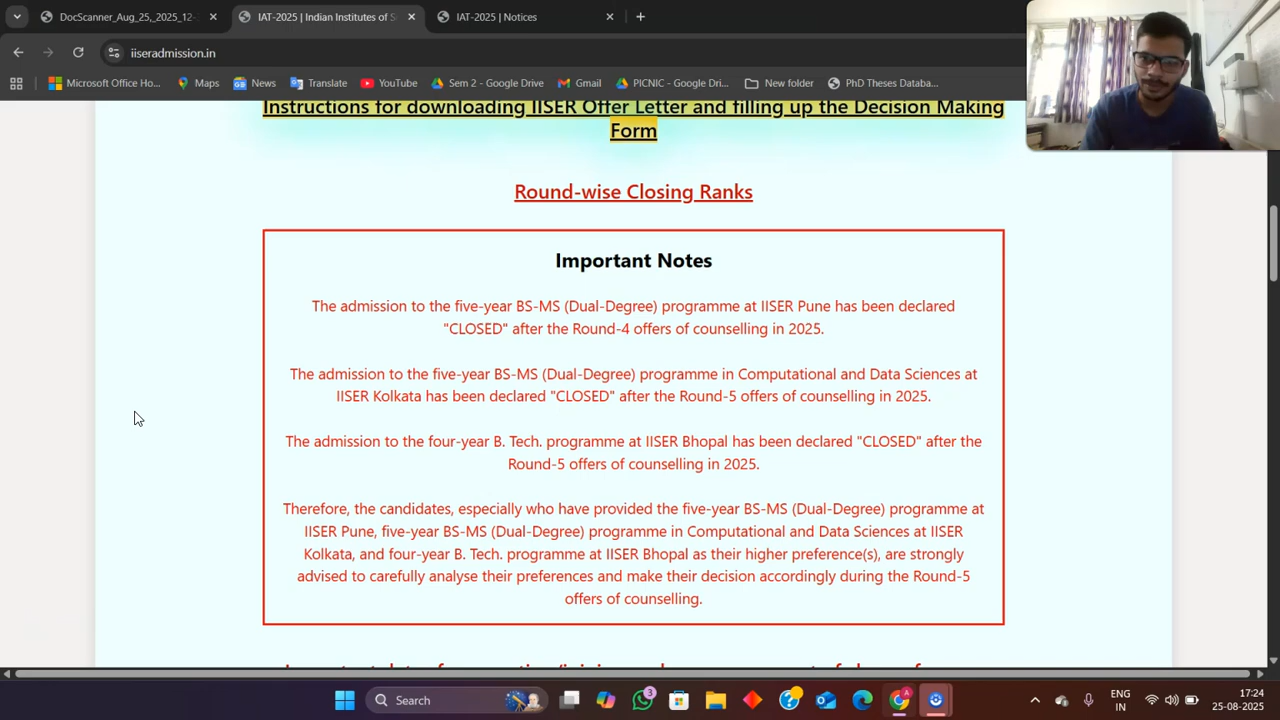 DocScanner_Aug_25,_2025_12-
IAT-2025 | Indian Institutes of S
IAT-2025 | Notices
iiseradmission.in
Microsoft Office Ho...
Maps
News
Translate
YouTube
Sem 2 - Google Drive
Gmail
PICNIC - Google Dri...
New folder
PhD Theses Databa...
Instructions for downloading IISER Offer Letter and filling up the Decision Making
Form
Round-wise Closing Ranks
Important Notes
The admission to the five-year BS-MS (Dual-Degree) programme at IISER Pune has been declared
"CLOSED" after the Round-4 offers of counselling in 2025.
The admission to the five-year BS-MS (Dual-Degree) programme in Computational and Data Sciences at
IISER Kolkata has been declared "CLOSED" after the Round-5 offers of counselling in 2025.
The admission to the four-year B. Tech. programme at IISER Bhopal has been declared "CLOSED" after the
Round-5 offers of counselling in 2025.
Therefore, the candidates, especially who have provided the five-year BS-MS (Dual-Degree) programme at
IISER Pune, five-year BS-MS (Dual-Degree) programme in Computational and Data Sciences at IISER
Kolkata, and four-year B. Tech. programme at IISER Bhopal as their higher preference(s), are strongly
advised to carefully analyse their preferences and make their decision accordingly during the Round-5
offers of counselling.
Search
3
ENG
IN
17:24
25-08-2025